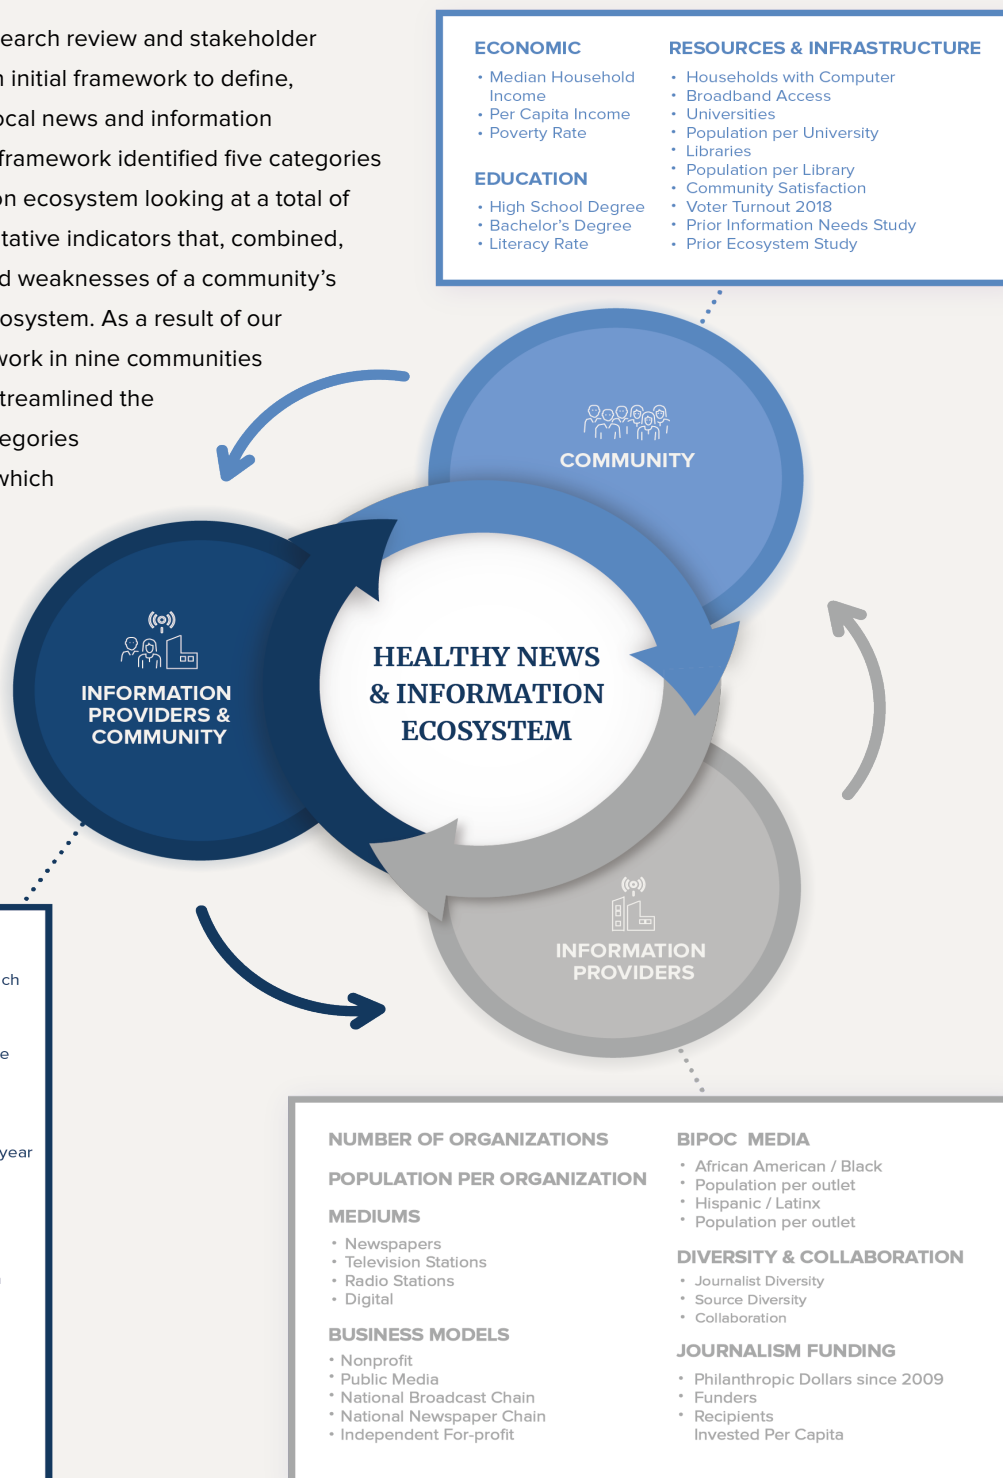 earch review and stakeholder
n initial framework to define,
ocal news and information
framework identified five categories
on ecosystem looking at a total of
tative indicators that, combined,
d weaknesses of a community's
osystem. As a result of our
work in nine communities
treamlined the
egories
which
ECONOMIC
• Median Household
Income
• Per Capita Income
• Poverty Rate
EDUCATION
• High School Degree
• Bachelor's Degree
• Literacy Rate
RESOURCES & INFRASTRUCTURE
• Households with Computer
• Broadband Access
• Universities
• Population per University
• Libraries
• Population per Library
• Community Satisfaction
• Voter Turnout 2018
• Prior Information Needs Study
• Prior Ecosystem Study
COMMUNITY
INFORMATION
PROVIDERS &
COMMUNITY
HEALTHY NEWS
& INFORMATION
ECOSYSTEM
INFORMATION
PROVIDERS
ch
e
year
NUMBER OF ORGANIZATIONS
POPULATION PER ORGANIZATION
MEDIUMS
• Newspapers
• Television Stations
• Radio Stations
• Digital
BUSINESS MODELS
• Nonprofit
• Public Media
• National Broadcast Chain
• National Newspaper Chain
• Independent For-profit
BIPOC MEDIA
• African American / Black
• Population per outlet
• Hispanic / Latinx
• Population per outlet
DIVERSITY & COLLABORATION
• Journalist Diversity
• Source Diversity
• Collaboration
JOURNALISM FUNDING
• Philanthropic Dollars since 2009
• Funders
• Recipients
Invested Per Capita